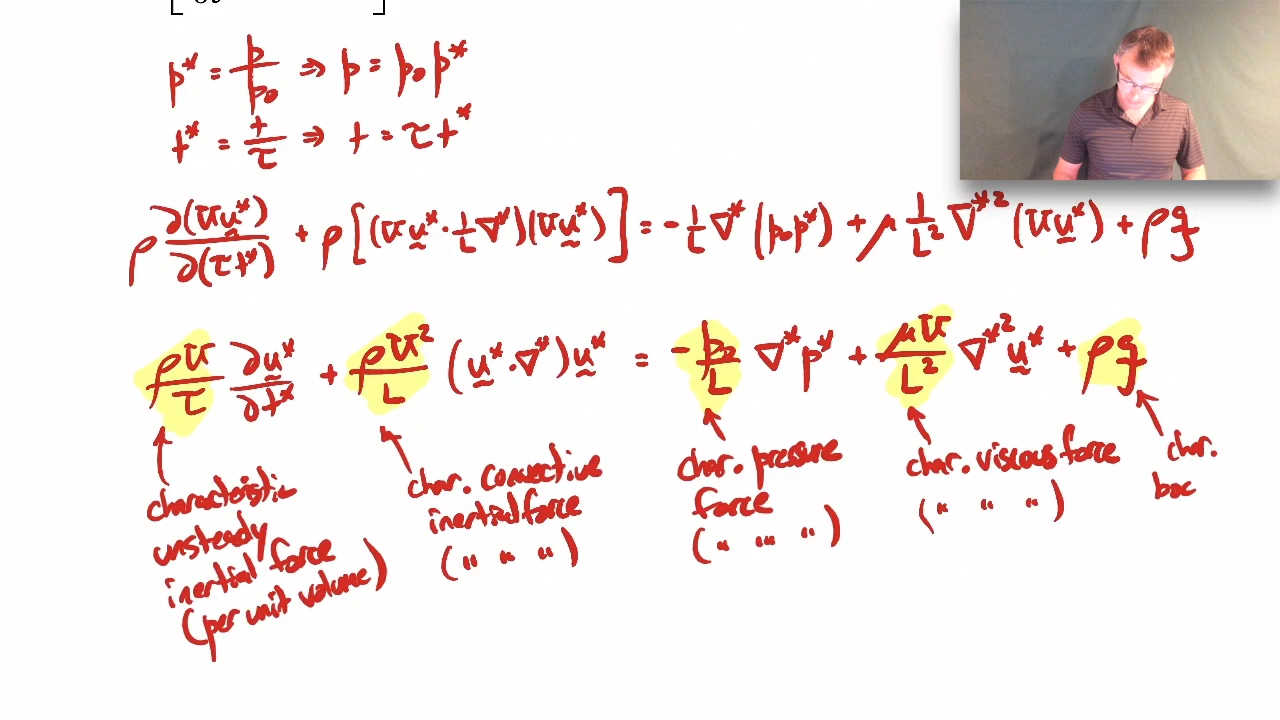 p* = p/p₀ ⇒ p = p₀p*
t* = t/τ ⇒ t = τt*
ρ ∂(Uu*)/∂(τt*) + ρ[(Uu*·1/L ∇*)(Uu*)] = -1/L ∇*(p₀p*) + μ 1/L² ∇*²(Uu*) + ρg
ρU/τ ∂u*/∂t* + ρU²/L (u*·∇*)u* = -p₀/L ∇*p* + μU/L² ∇*²u* + ρg
characteristic
unsteady
inertial force
(per unit volume)
char. convective
inertial force
(" " ")
char. pressure
force
(" " ")
char. viscous force
(" " ")
char.
bo